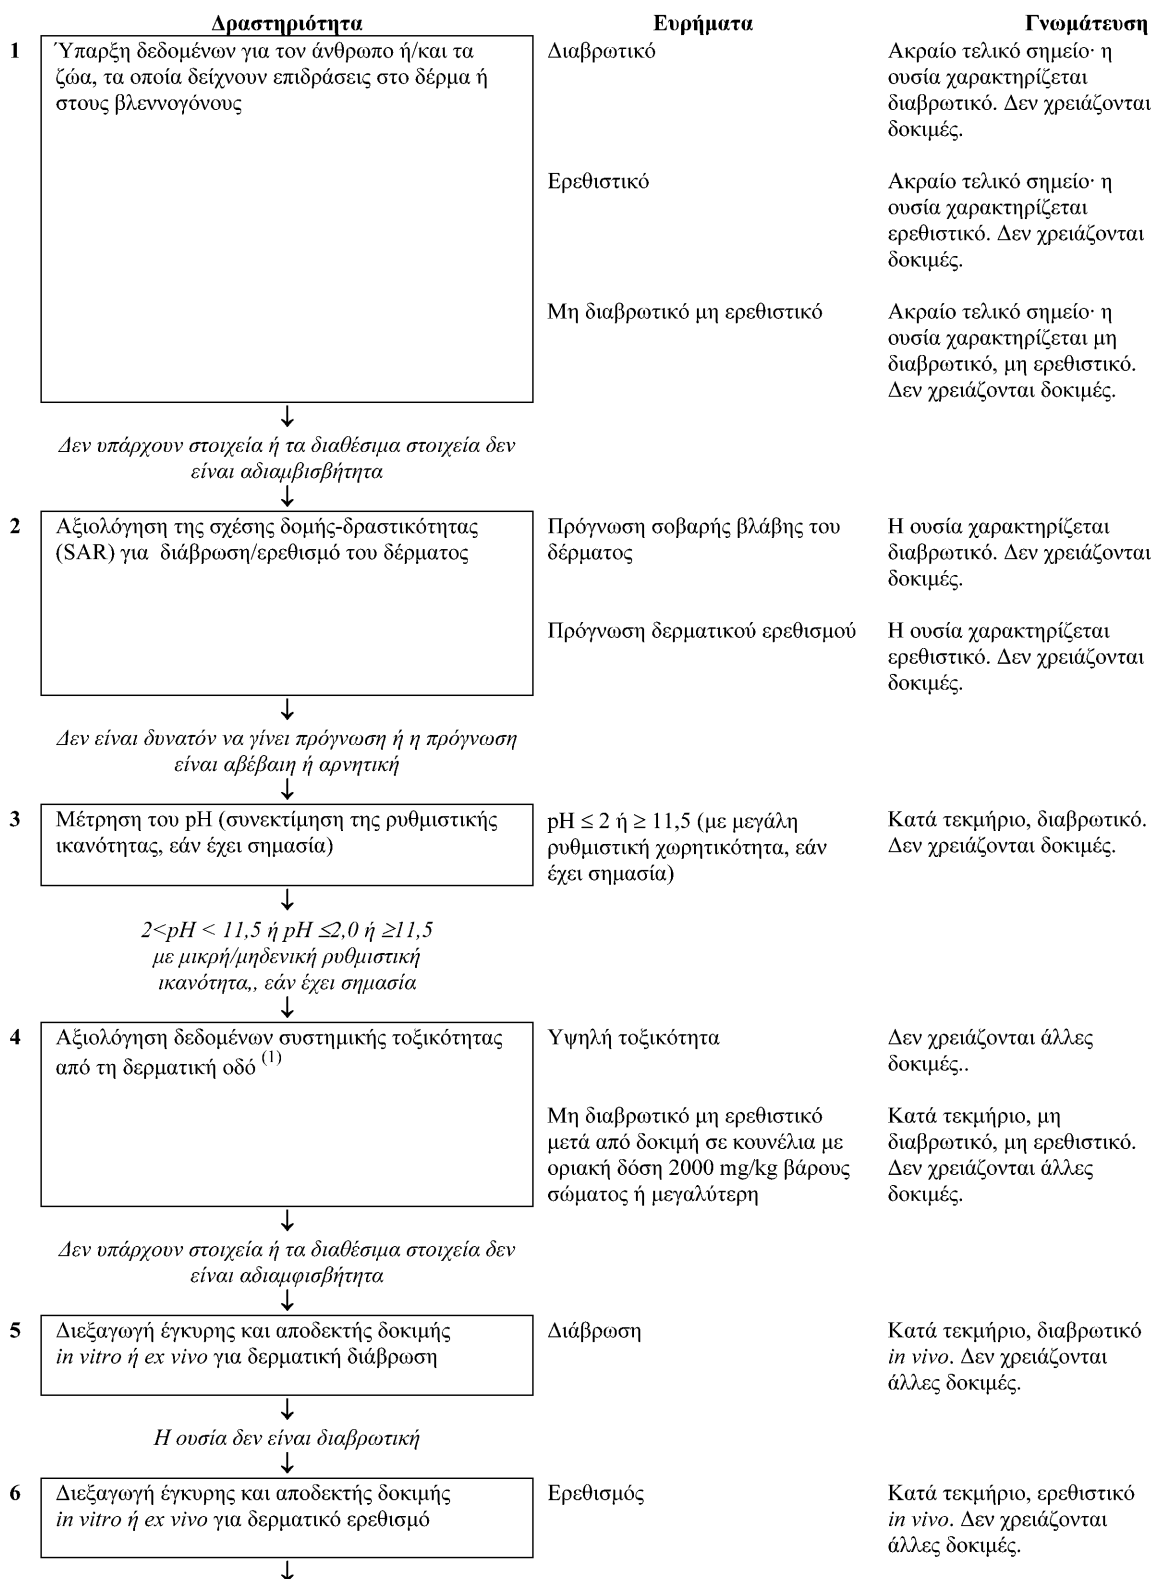 Δραστηριότητα
Ευρήματα
Γνωμάτευση
1
Ύπαρξη δεδομένων για τον άνθρωπο ή/και τα
ζώα, τα οποία δείχνουν επιδράσεις στο δέρμα ή
στους βλεννογόνους
Διαβρωτικό
Ακραίο τελικό σημείο· η
ουσία χαρακτηρίζεται
διαβρωτικό. Δεν χρειάζονται
δοκιμές.
Ερεθιστικό
Ακραίο τελικό σημείο· η
ουσία χαρακτηρίζεται
ερεθιστικό. Δεν χρειάζονται
δοκιμές.
Μη διαβρωτικό μη ερεθιστικό
Ακραίο τελικό σημείο· η
ουσία χαρακτηρίζεται μη
διαβρωτικό, μη ερεθιστικό.
Δεν χρειάζονται δοκιμές.
↓
Δεν υπάρχουν στοιχεία ή τα διαθέσιμα στοιχεία δεν
είναι αδιαμβισβήτητα
↓
2
Αξιολόγηση της σχέσης δομής-δραστικότητας
(SAR) για διάβρωση/ερεθισμό του δέρματος
Πρόγνωση σοβαρής βλάβης του
δέρματος
Η ουσία χαρακτηρίζεται
διαβρωτικό. Δεν χρειάζονται
δοκιμές.
Πρόγνωση δερματικού ερεθισμού
Η ουσία χαρακτηρίζεται
ερεθιστικό. Δεν χρειάζονται
δοκιμές.
↓
Δεν είναι δυνατόν να γίνει πρόγνωση ή η πρόγνωση
είναι αβέβαιη ή αρνητική
↓
3
Μέτρηση του pH (συνεκτίμηση της ρυθμιστικής
ικανότητας, εάν έχει σημασία)
pH ≤ 2 ή ≥ 11,5 (με μεγάλη
ρυθμιστική χωρητικότητα, εάν
έχει σημασία)
Κατά τεκμήριο, διαβρωτικό.
Δεν χρειάζονται δοκιμές.
↓
2<pH < 11,5 ή pH ≤2,0 ή ≥11,5
με μικρή/μηδενική ρυθμιστική
ικανότητα,, εάν έχει σημασία
↓
4
Αξιολόγηση δεδομένων συστημικής τοξικότητας
από τη δερματική οδό (1)
Υψηλή τοξικότητα
Δεν χρειάζονται άλλες
δοκιμές..
Μη διαβρωτικό μη ερεθιστικό
μετά από δοκιμή σε κουνέλια με
οριακή δόση 2000 mg/kg βάρους
σώματος ή μεγαλύτερη
Κατά τεκμήριο, μη
διαβρωτικό, μη ερεθιστικό.
Δεν χρειάζονται άλλες
δοκιμές.
↓
Δεν υπάρχουν στοιχεία ή τα διαθέσιμα στοιχεία δεν
είναι αδιαμφισβήτητα
↓
5
Διεξαγωγή έγκυρης και αποδεκτής δοκιμής
in vitro ή ex vivo για δερματική διάβρωση
Διάβρωση
Κατά τεκμήριο, διαβρωτικό
in vivo. Δεν χρειάζονται
άλλες δοκιμές.
↓
Η ουσία δεν είναι διαβρωτική
↓
6
Διεξαγωγή έγκυρης και αποδεκτής δοκιμής
in vitro ή ex vivo για δερματικό ερεθισμό
Ερεθισμός
Κατά τεκμήριο, ερεθιστικό
in vivo. Δεν χρειάζονται
άλλες δοκιμές.
↓